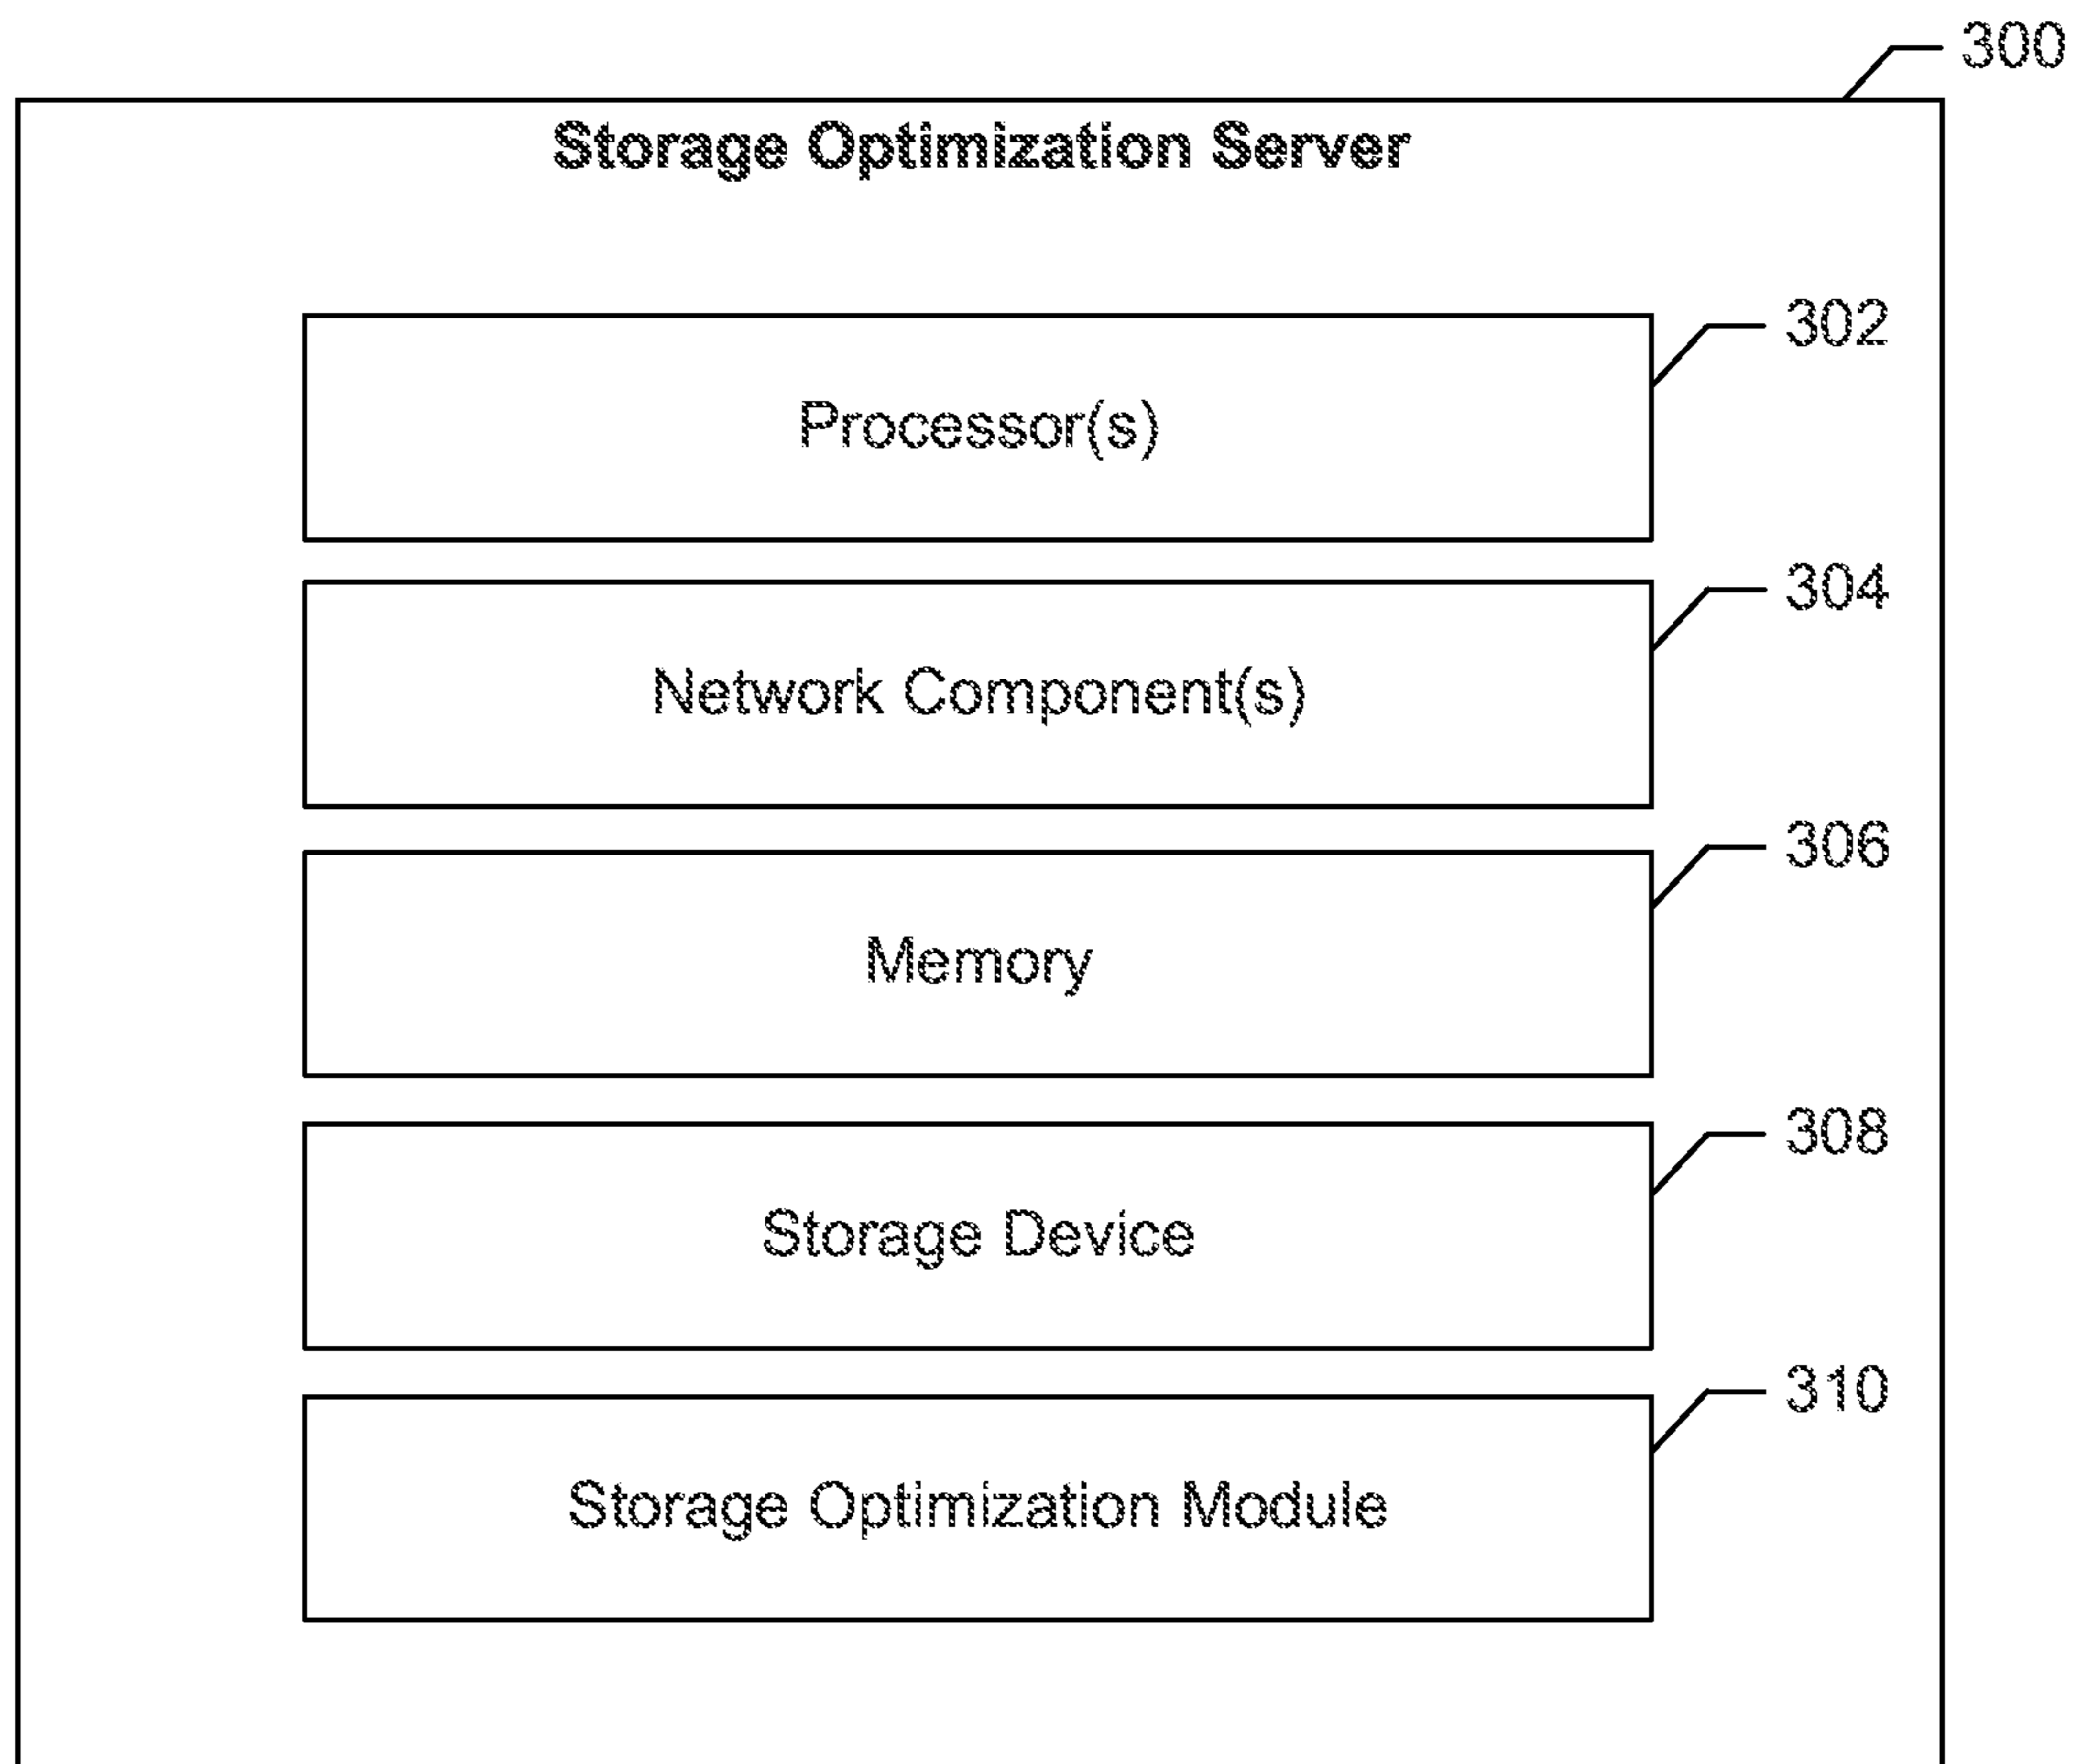 300
Storage Optimization Server
302
Processor(s)
304
Network Component(s)
306
Memory
308
Storage Device
310
Storage Optimization Module